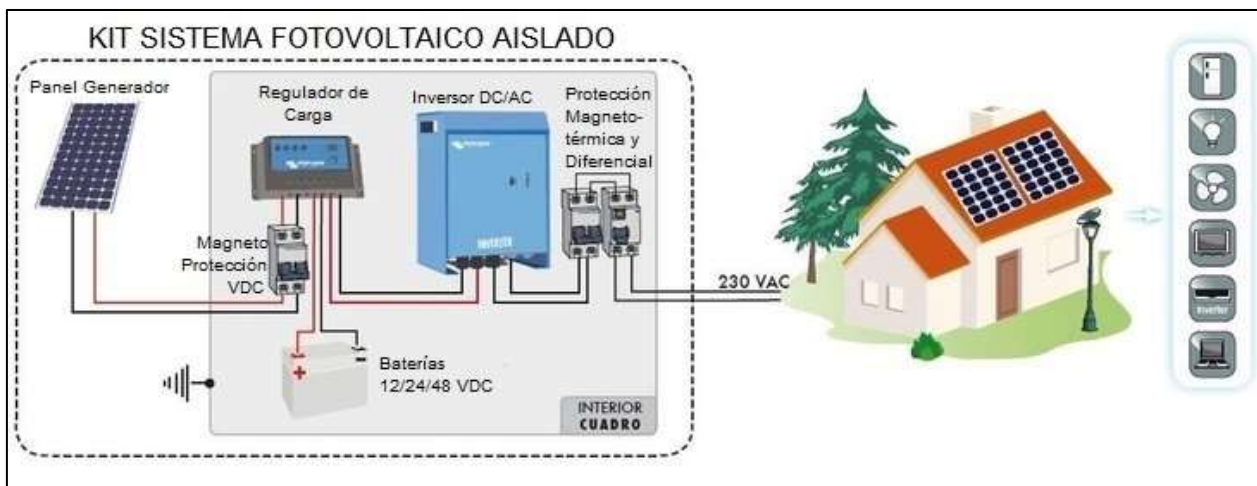 KIT SISTEMA FOTOVOLTAICO AISLADO
Panel Generador
Regulador de
Carga
Inversor DC/AC
Protección
Magneto-
térmica y
Diferencial
Magneto
Protección
VDC
230 VAC
Baterías
12/24/48 VDC
INTERIOR
CUADRO
Inverter